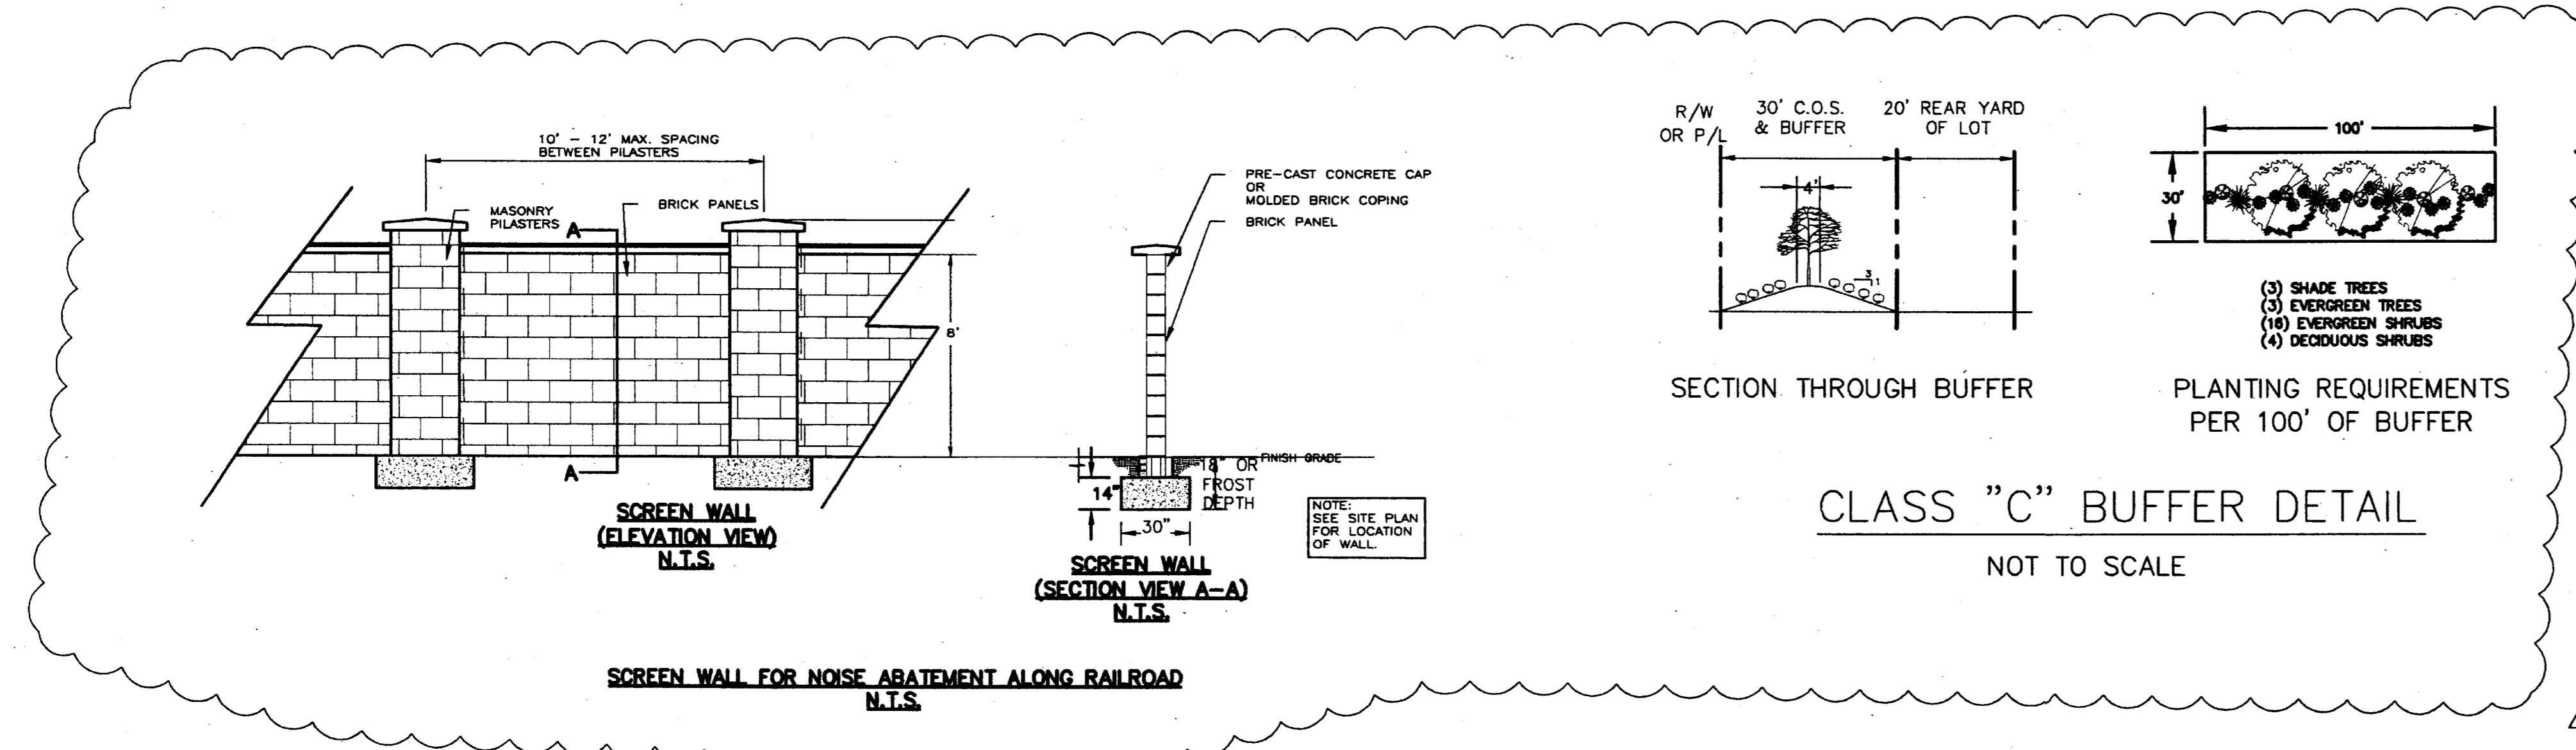 10' - 12' MAX. SPACING
BETWEEN PILASTERS
MASONRY
PILASTERS
BRICK PANELS
A
A
8'
SCREEN WALL
(ELEVATION VIEW)
N.T.S.
PRE-CAST CONCRETE CAP
OR
MOLDED BRICK COPING
BRICK PANEL
FINISH GRADE
18" OR
FROST
DEPTH
14"
30"
SCREEN WALL
(SECTION VIEW A-A)
N.T.S.
NOTE:
SEE SITE PLAN
FOR LOCATION
OF WALL.
SCREEN WALL FOR NOISE ABATEMENT ALONG RAILROAD
N.T.S.
R/W
OR P/L
30' C.O.S.
& BUFFER
20' REAR YARD
OF LOT
4'
3
1
SECTION THROUGH BUFFER
100'
30'
(3) SHADE TREES
(3) EVERGREEN TREES
(18) EVERGREEN SHRUBS
(4) DECIDUOUS SHRUBS
PLANTING REQUIREMENTS
PER 100' OF BUFFER
CLASS "C" BUFFER DETAIL
NOT TO SCALE